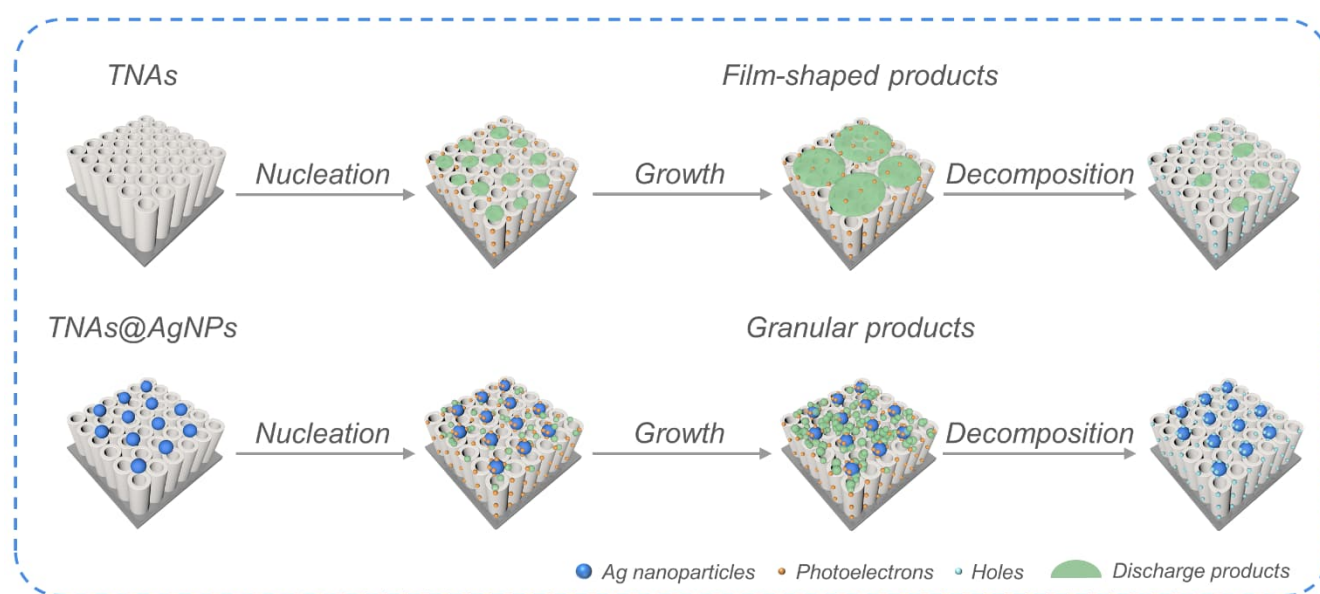 TNAs
Film-shaped products
Nucleation
Growth
Decomposition
TNAs@AgNPs
Granular products
Nucleation
Growth
Decomposition
Ag nanoparticles
Photoelectrons
Holes
Discharge products